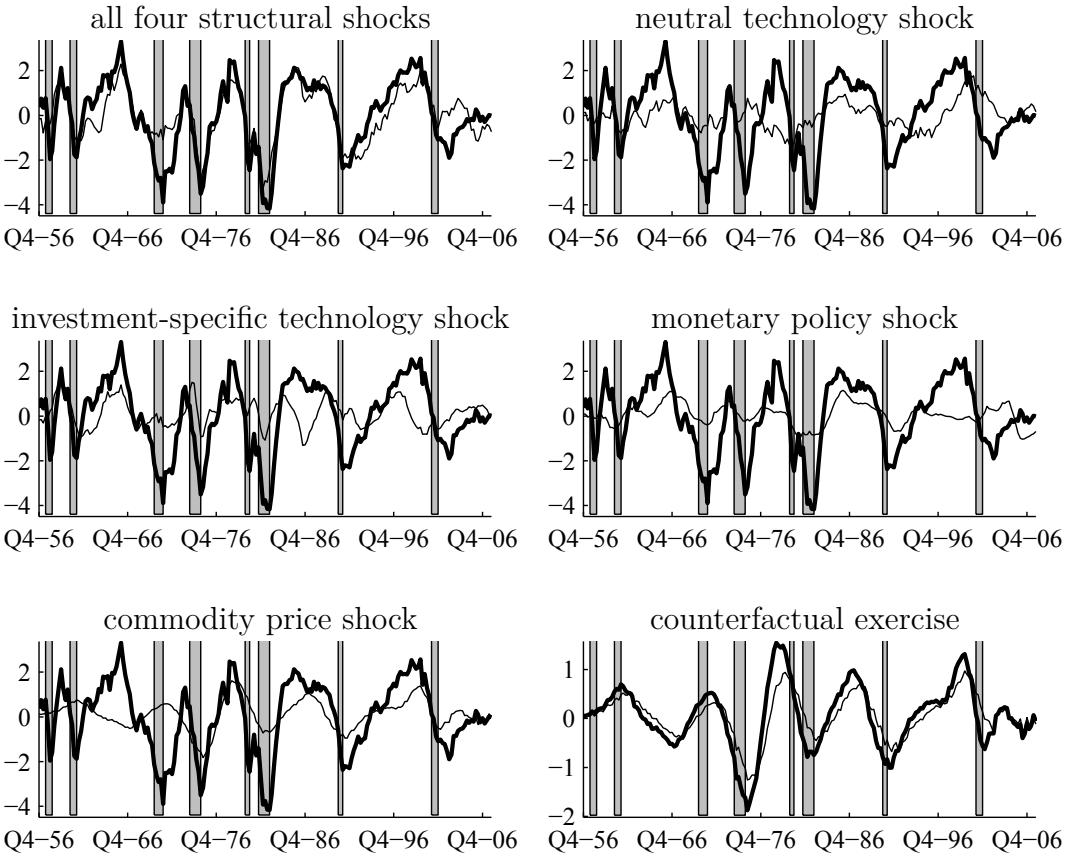 all four structural shocks
2
0
−2
−4
Q4−56 Q4−66 Q4−76 Q4−86 Q4−96 Q4−06
neutral technology shock
2
0
−2
−4
Q4−56 Q4−66 Q4−76 Q4−86 Q4−96 Q4−06
investment-specific technology shock
2
0
−2
−4
Q4−56 Q4−66 Q4−76 Q4−86 Q4−96 Q4−06
monetary policy shock
2
0
−2
−4
Q4−56 Q4−66 Q4−76 Q4−86 Q4−96 Q4−06
commodity price shock
2
0
−2
−4
Q4−56 Q4−66 Q4−76 Q4−86 Q4−96 Q4−06
counterfactual exercise
1
0
−1
−2
Q4−56 Q4−66 Q4−76 Q4−86 Q4−96 Q4−06